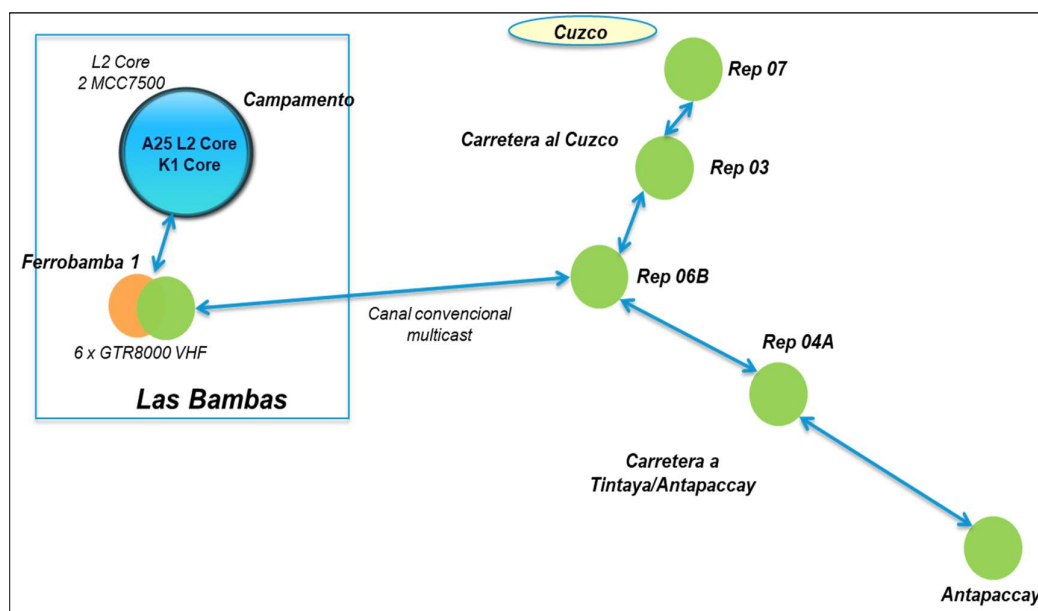 L2 Core
2 MCC7500
Campamento
A25 L2 Core
K1 Core
Ferrobamba 1
6 x GTR8000 VHF
Las Bambas
Canal convencional
multicast
Cuzco
Rep 07
Carretera al Cuzco
Rep 03
Rep 06B
Rep 04A
Carretera a
Tintaya/Antapaccay
Antapaccay